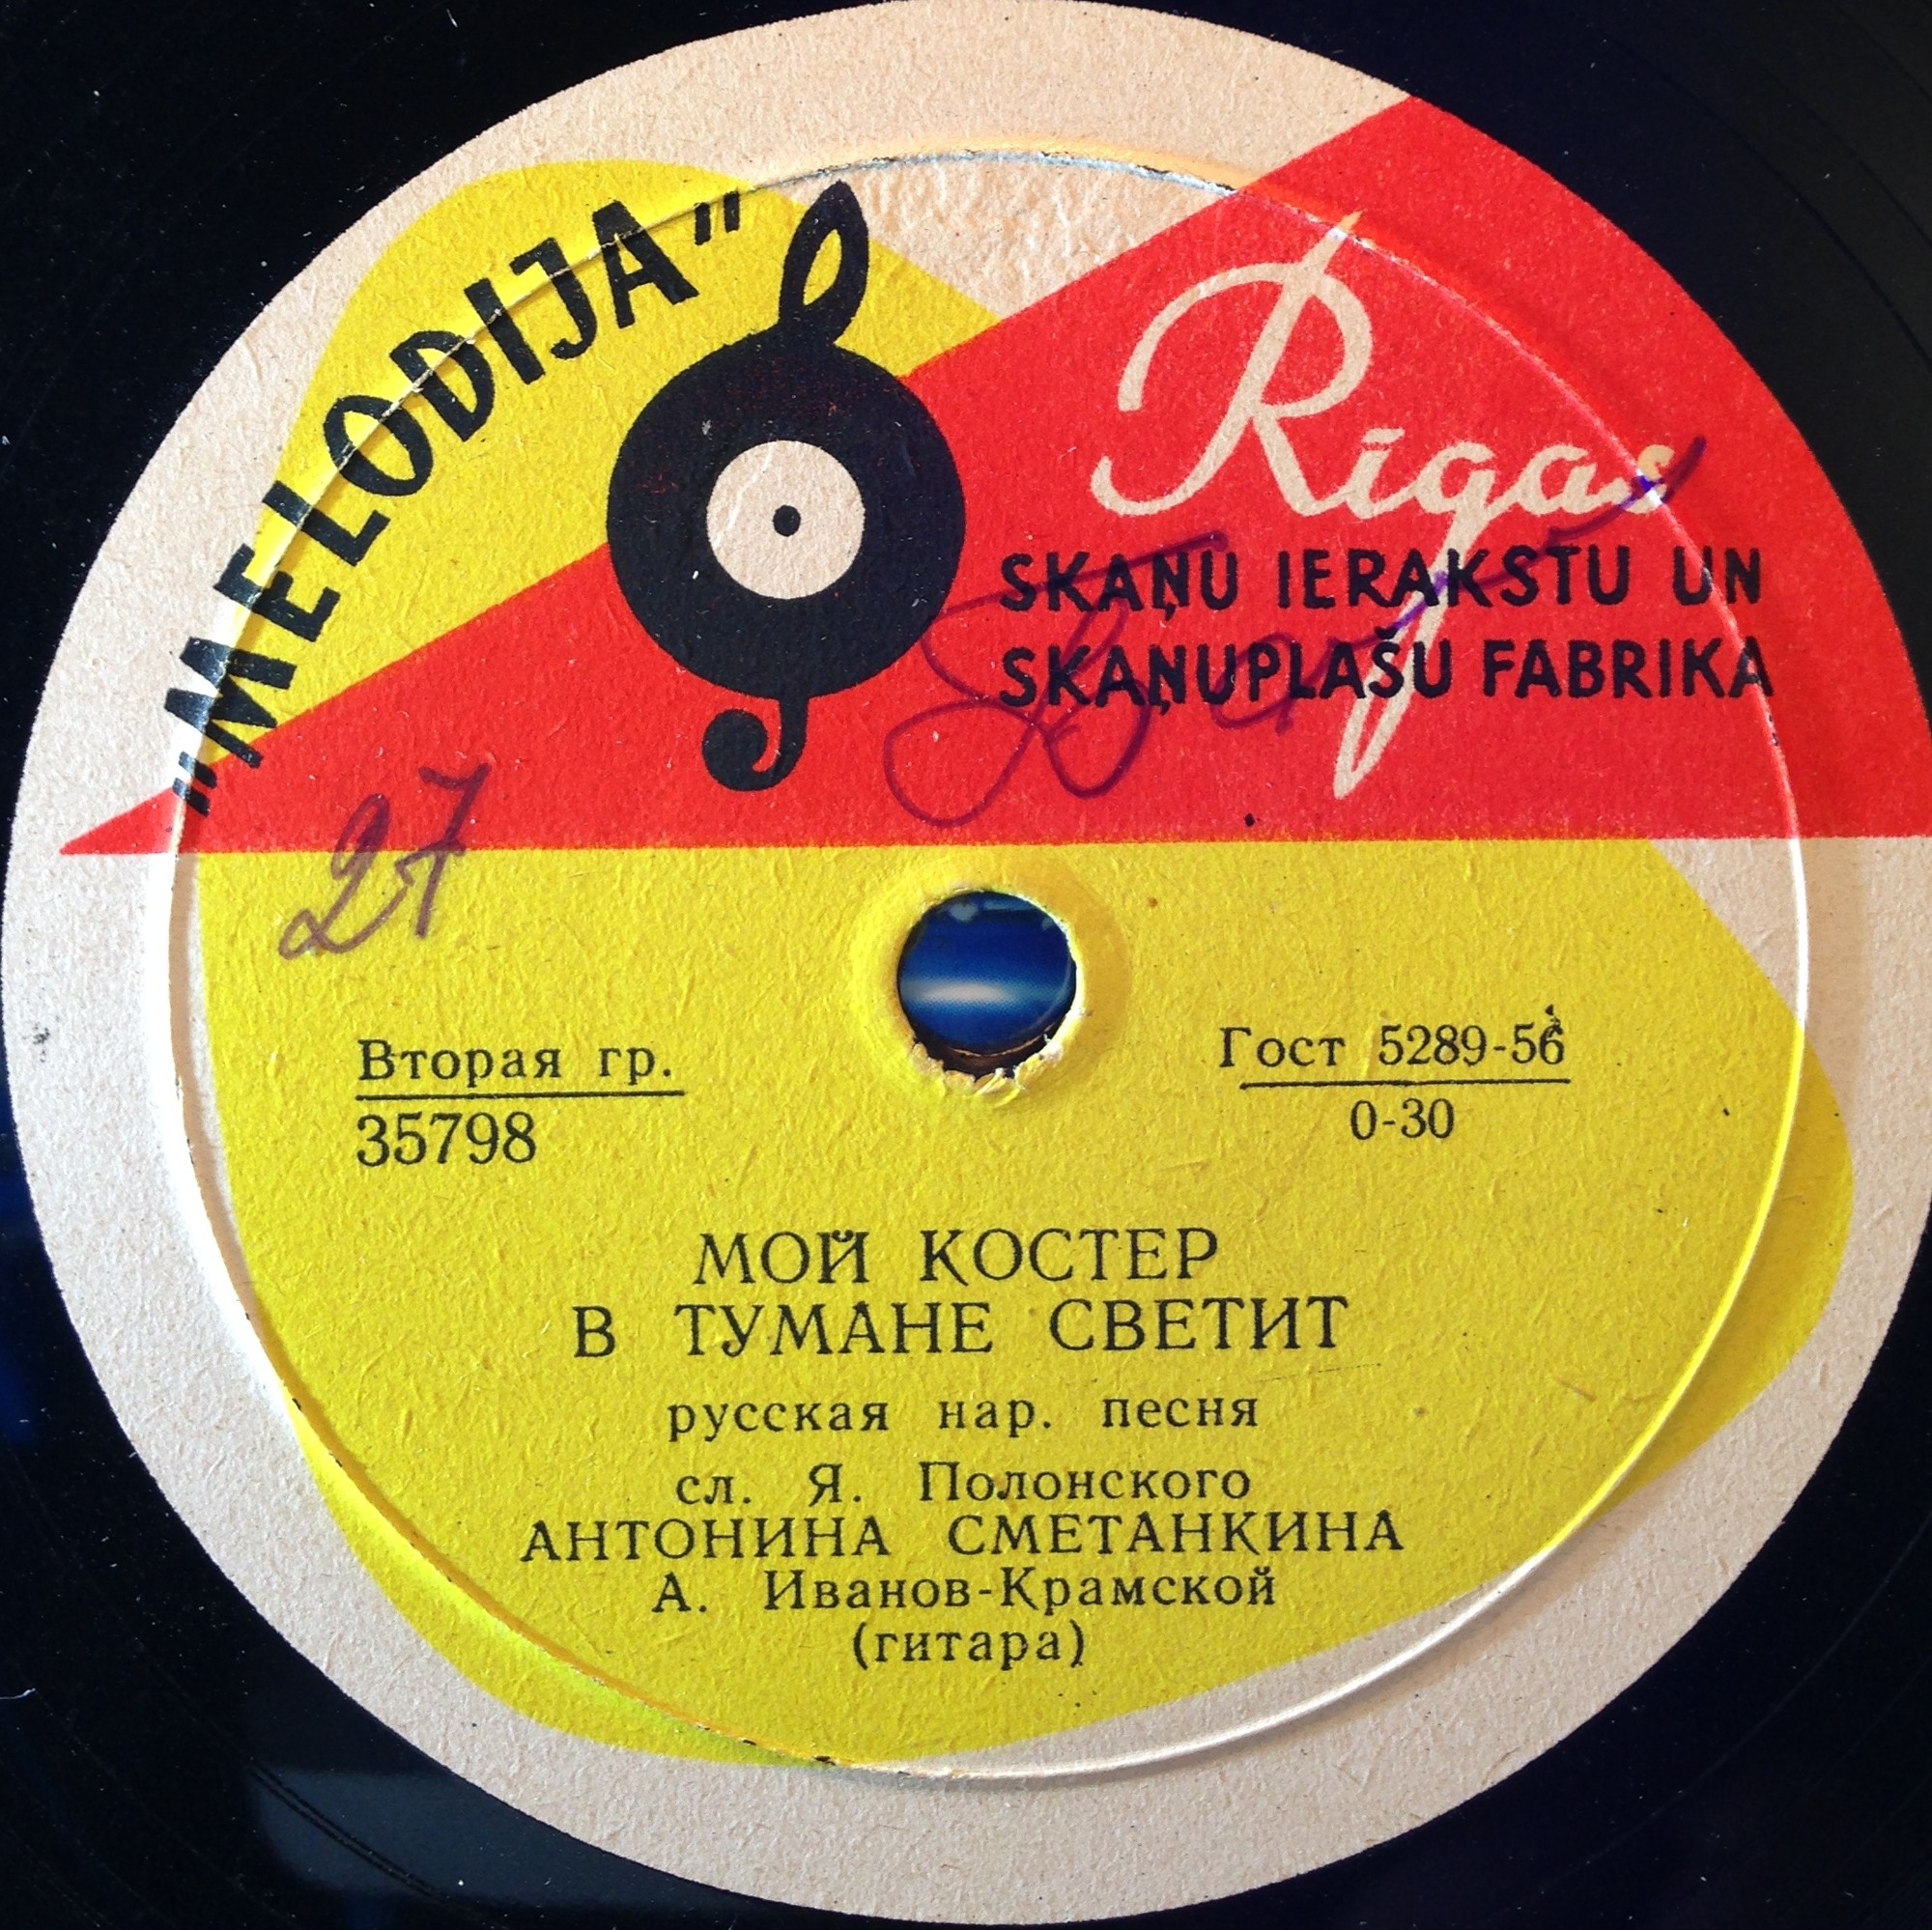 „MELODIJA”
Rīgas
SKAŅU IERAKSTU UN
SKAŅUPLAŠU FABRIKA
27
Вторая гр.
35798
Гост 5289-56
0-30
МОЙ КОСТЕР
В ТУМАНЕ СВЕТИТ
русская нар. песня
сл. Я. Полонского
АНТОНИНА СМЕТАНКИНА
А. Иванов-Крамской
(гитара)